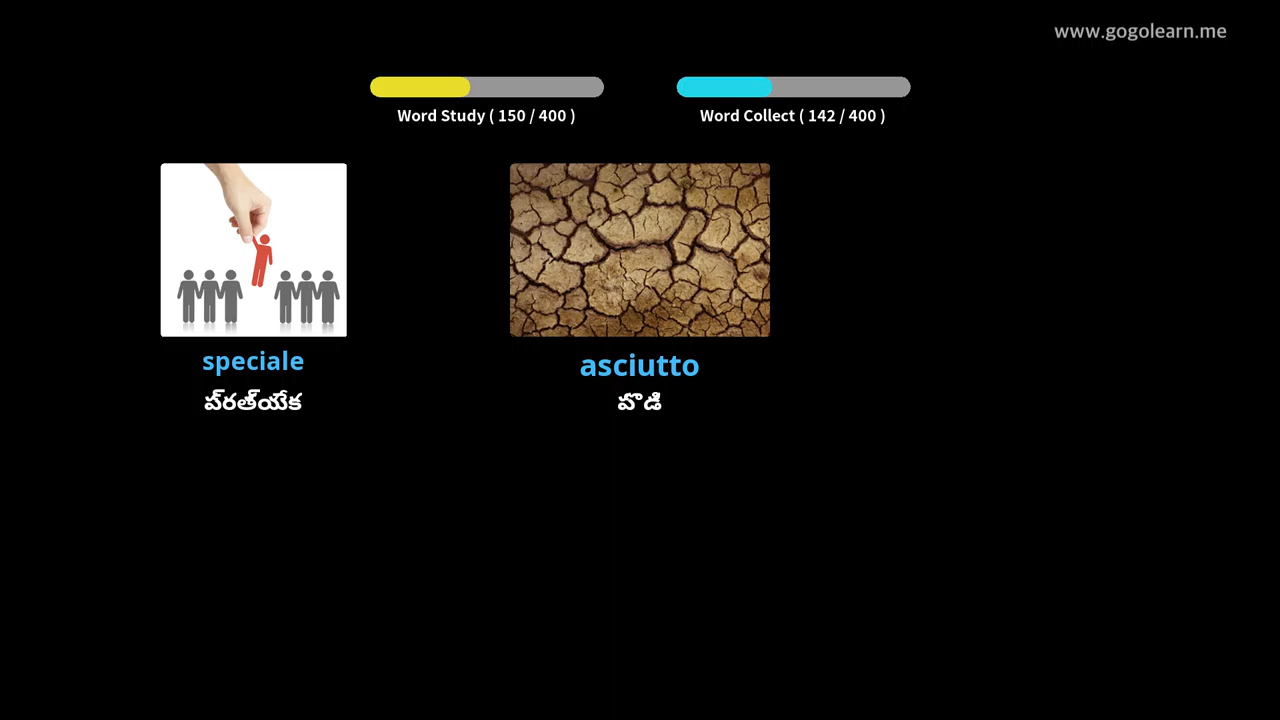 www.gogolearn.me
Word Study ( 150 / 400 )
Word Collect ( 142 / 400 )
speciale
ప్రత్యేక
asciutto
పొడి